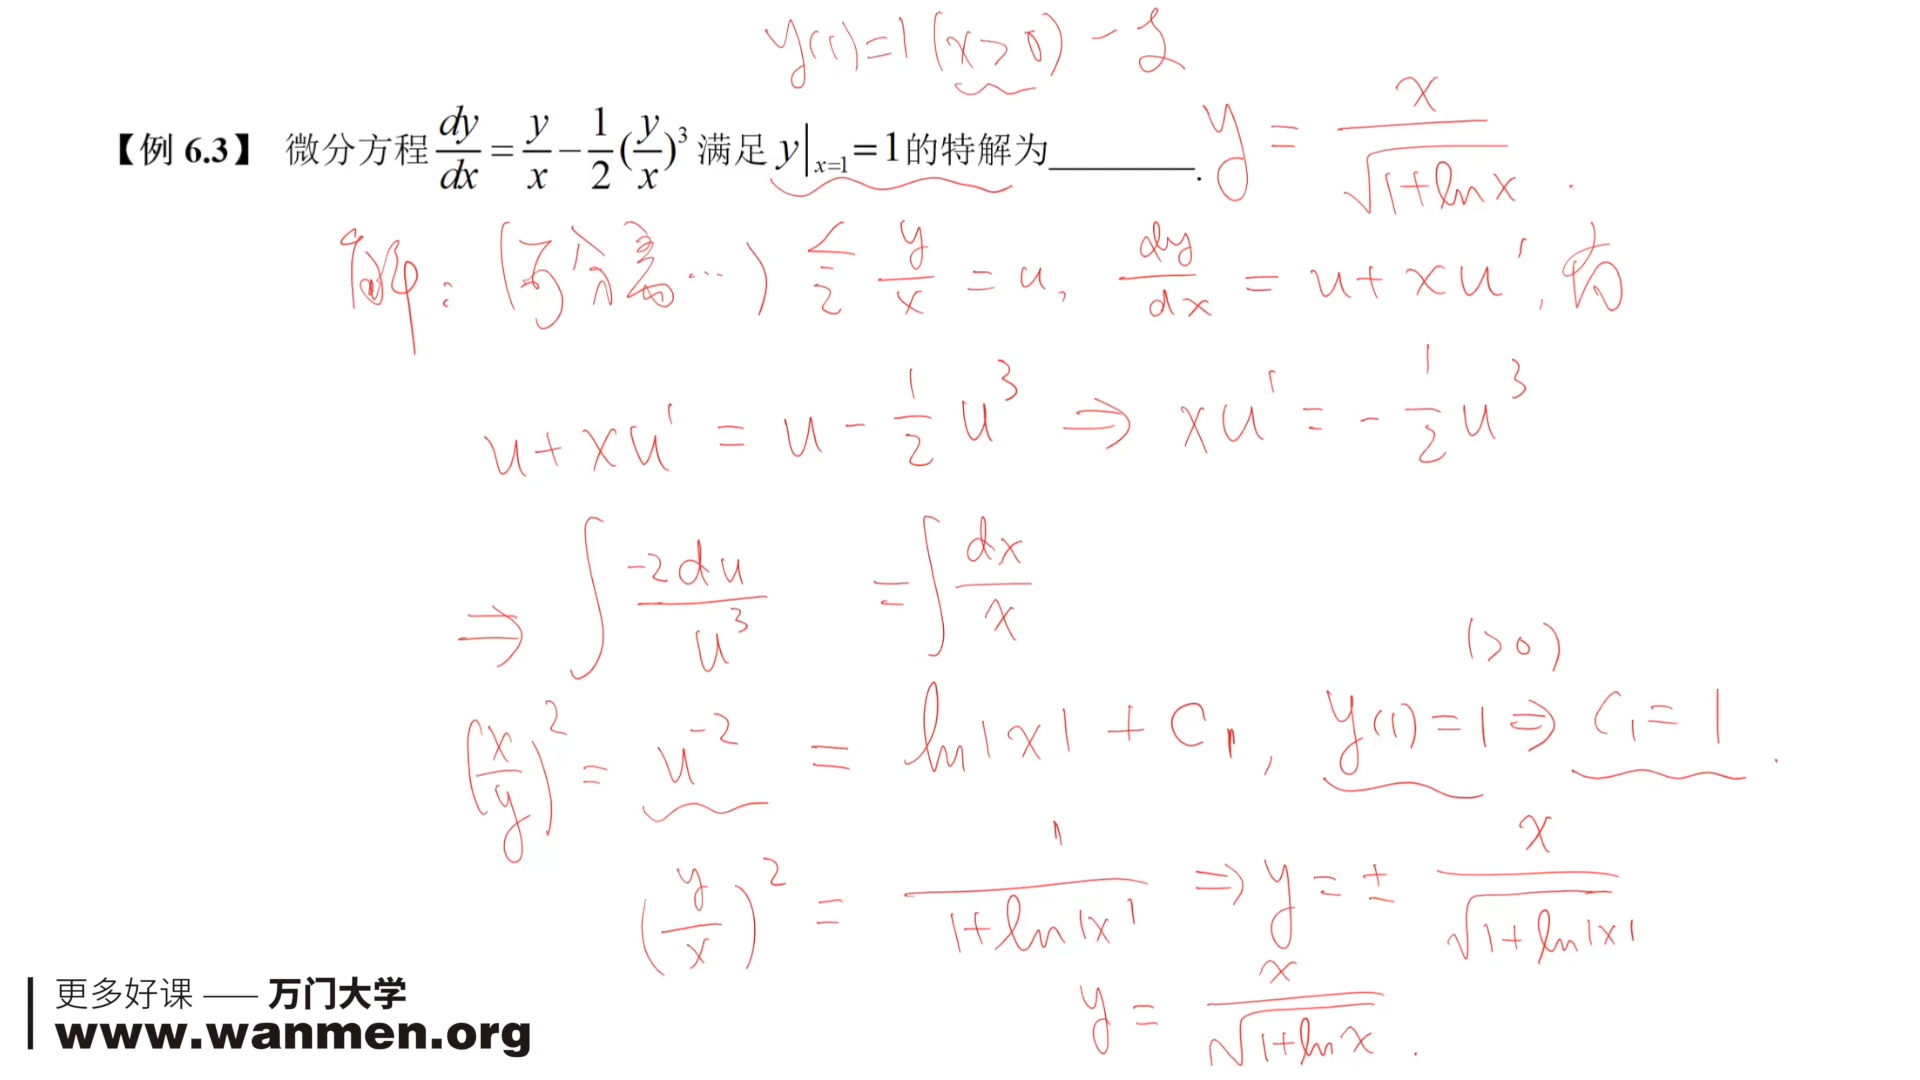 y(1)=1 (x>0) -
【例 6.3】 微分方程 dy/dx = y/x − 1/2 (y/x)³ 满足 y|ₓ₌₁ = 1 的特解为________. y = x/√(1+ln x) .
解: (可分离…) 令 y/x = u, dy/dx = u + xu′, 有
u + xu′ = u - 1/2 u³ ⇒ xu′ = - 1/2 u³
⇒ ∫ -2du/u³ = ∫ dx/x
(>0)
(x/y)² = u⁻² = ln|x| + C₁, y(1)=1 ⇒ C₁=1 .
(y/x)² = 1/(1+ln|x|) ⇒ y = ± x/√(1+ln|x|)
y = x/√(1+ln x) .
更多好课 —— 万门大学
www.wanmen.org